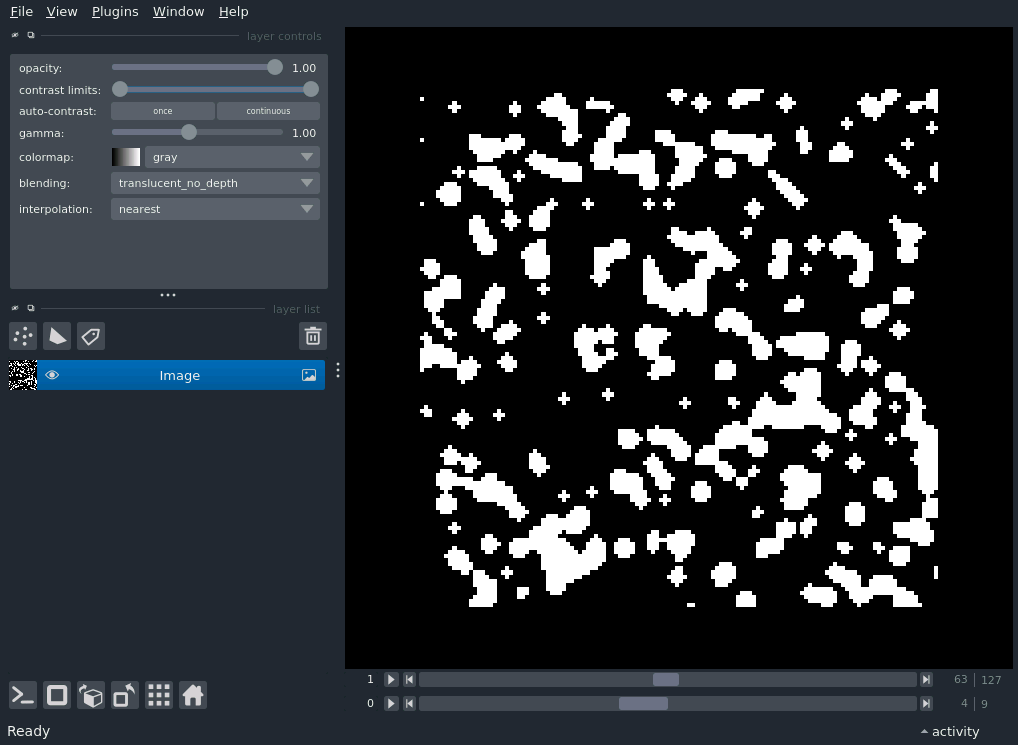 File View Plugins Window Help
layer controls
opacity: 1.00
contrast limits:
auto-contrast: once continuous
gamma: 1.00
colormap: gray
blending: translucent_no_depth
interpolation: nearest
layer list
Image
1 63 127
0 4 9
Ready activity